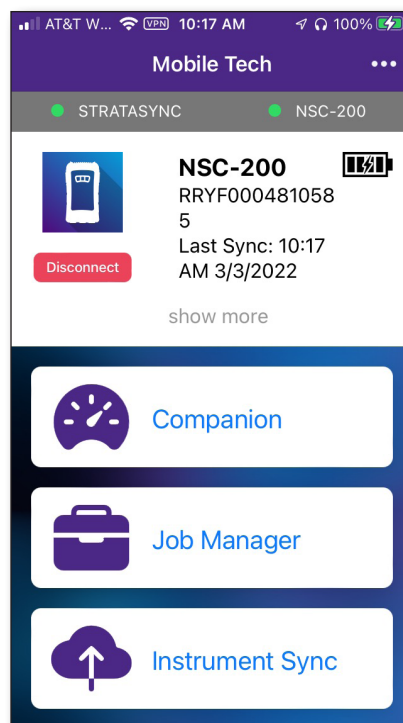 AT&T W... VPN 10:17 AM 100%
Mobile Tech
STRATASYNC NSC-200
NSC-200
RRYF000481058
5
Last Sync: 10:17
AM 3/3/2022
Disconnect
show more
Companion
Job Manager
Instrument Sync